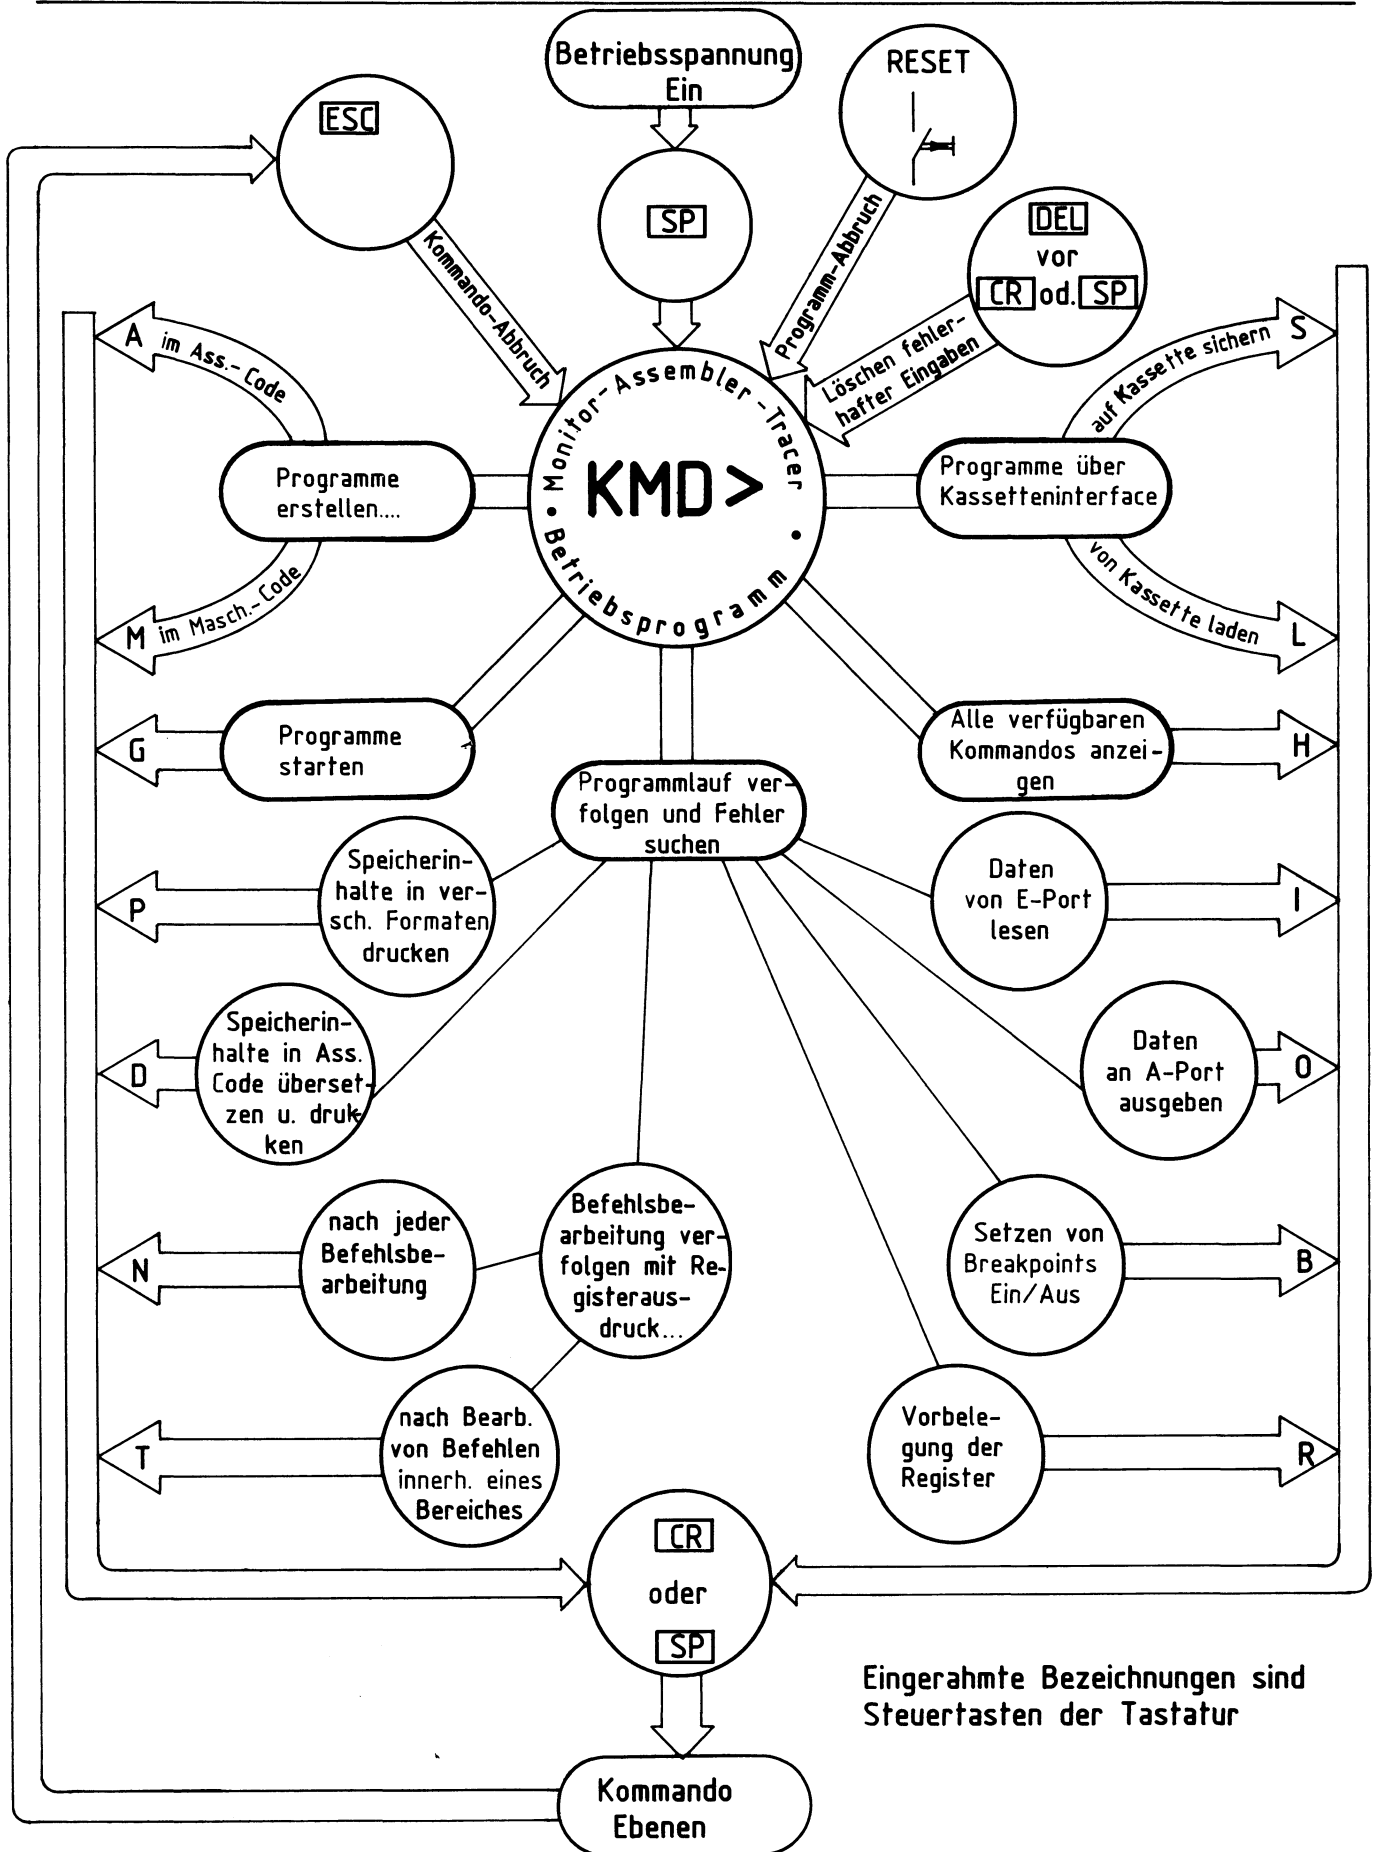 Betriebsspannung
Ein
RESET
ESC
SP
DEL
vor
CR od. SP
Kommando-Abbruch
Programm-Abbruch
Löschen fehler-
hafter Eingaben
A im Ass.-Code
auf Kassette sichern S
Monitor-Assembler-Tracer
KMD >
• Betriebsprogramm •
Programme
erstellen....
Programme über
Kasseteninterface
M im Masch.-Code
von Kassette laden L
G
Programme
starten
Alle verfügbaren
Kommandos anzei-
gen
H
Programmlauf ver-
folgen und Fehler
suchen
P
Speicherin-
halte in ver-
sch. Formaten
drucken
Daten
von E-Port
lesen
I
D
Speicherin-
halte in Ass.
Code überset-
zen u. druk-
ken
Daten
an A-Port
ausgeben
O
N
nach jeder
Befehlsbe-
arbeitung
Befehlsbe-
arbeitung ver-
folgen mit Re-
gisteraus-
druck...
Setzen von
Breakpoints
Ein/Aus
B
T
nach Bearb.
von Befehlen
innerh. eines
Bereiches
Vorbele-
gung der
Register
R
CR
oder
SP
Eingerahmte Bezeichnungen sind
Steuertasten der Tastatur
Kommando
Ebenen